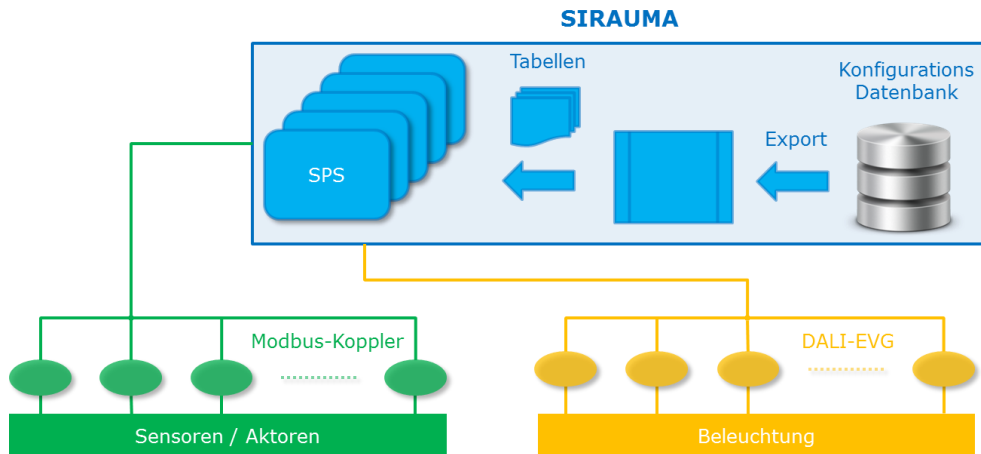 SIRAUMA
Tabellen
Konfigurations
Datenbank
Export
SPS
Modbus-Koppler
DALI-EVG
Sensoren / Aktoren
Beleuchtung